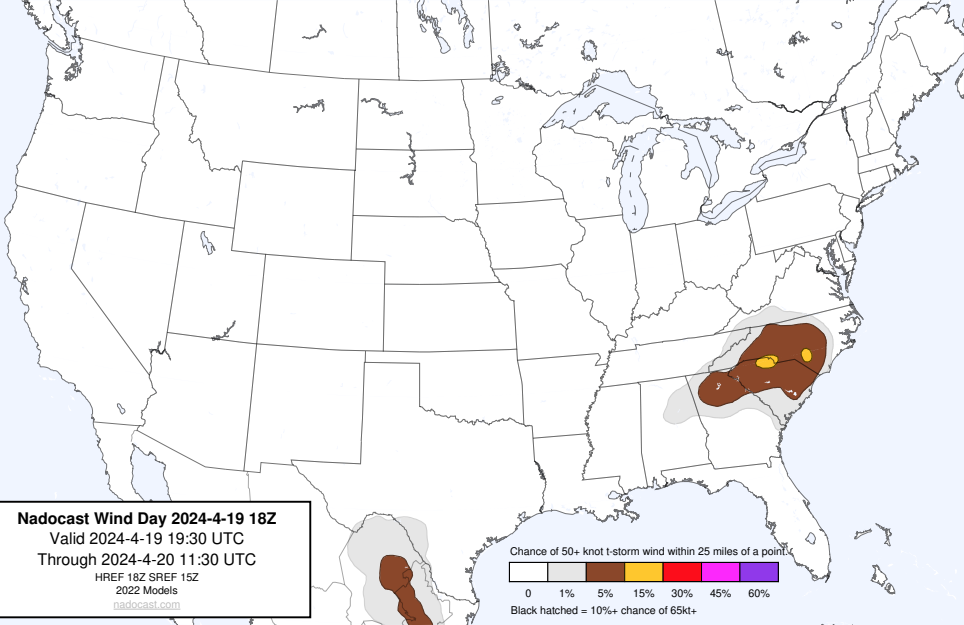 Nadocast Wind Day 2024-4-19 18Z
Valid 2024-4-19 19:30 UTC
Through 2024-4-20 11:30 UTC
HREF 18Z SREF 15Z
2022 Models
nadocast.com
Chance of 50+ knot t-storm wind within 25 miles of a point.
0 1% 5% 15% 30% 45% 60%
Black hatched = 10%+ chance of 65kt+